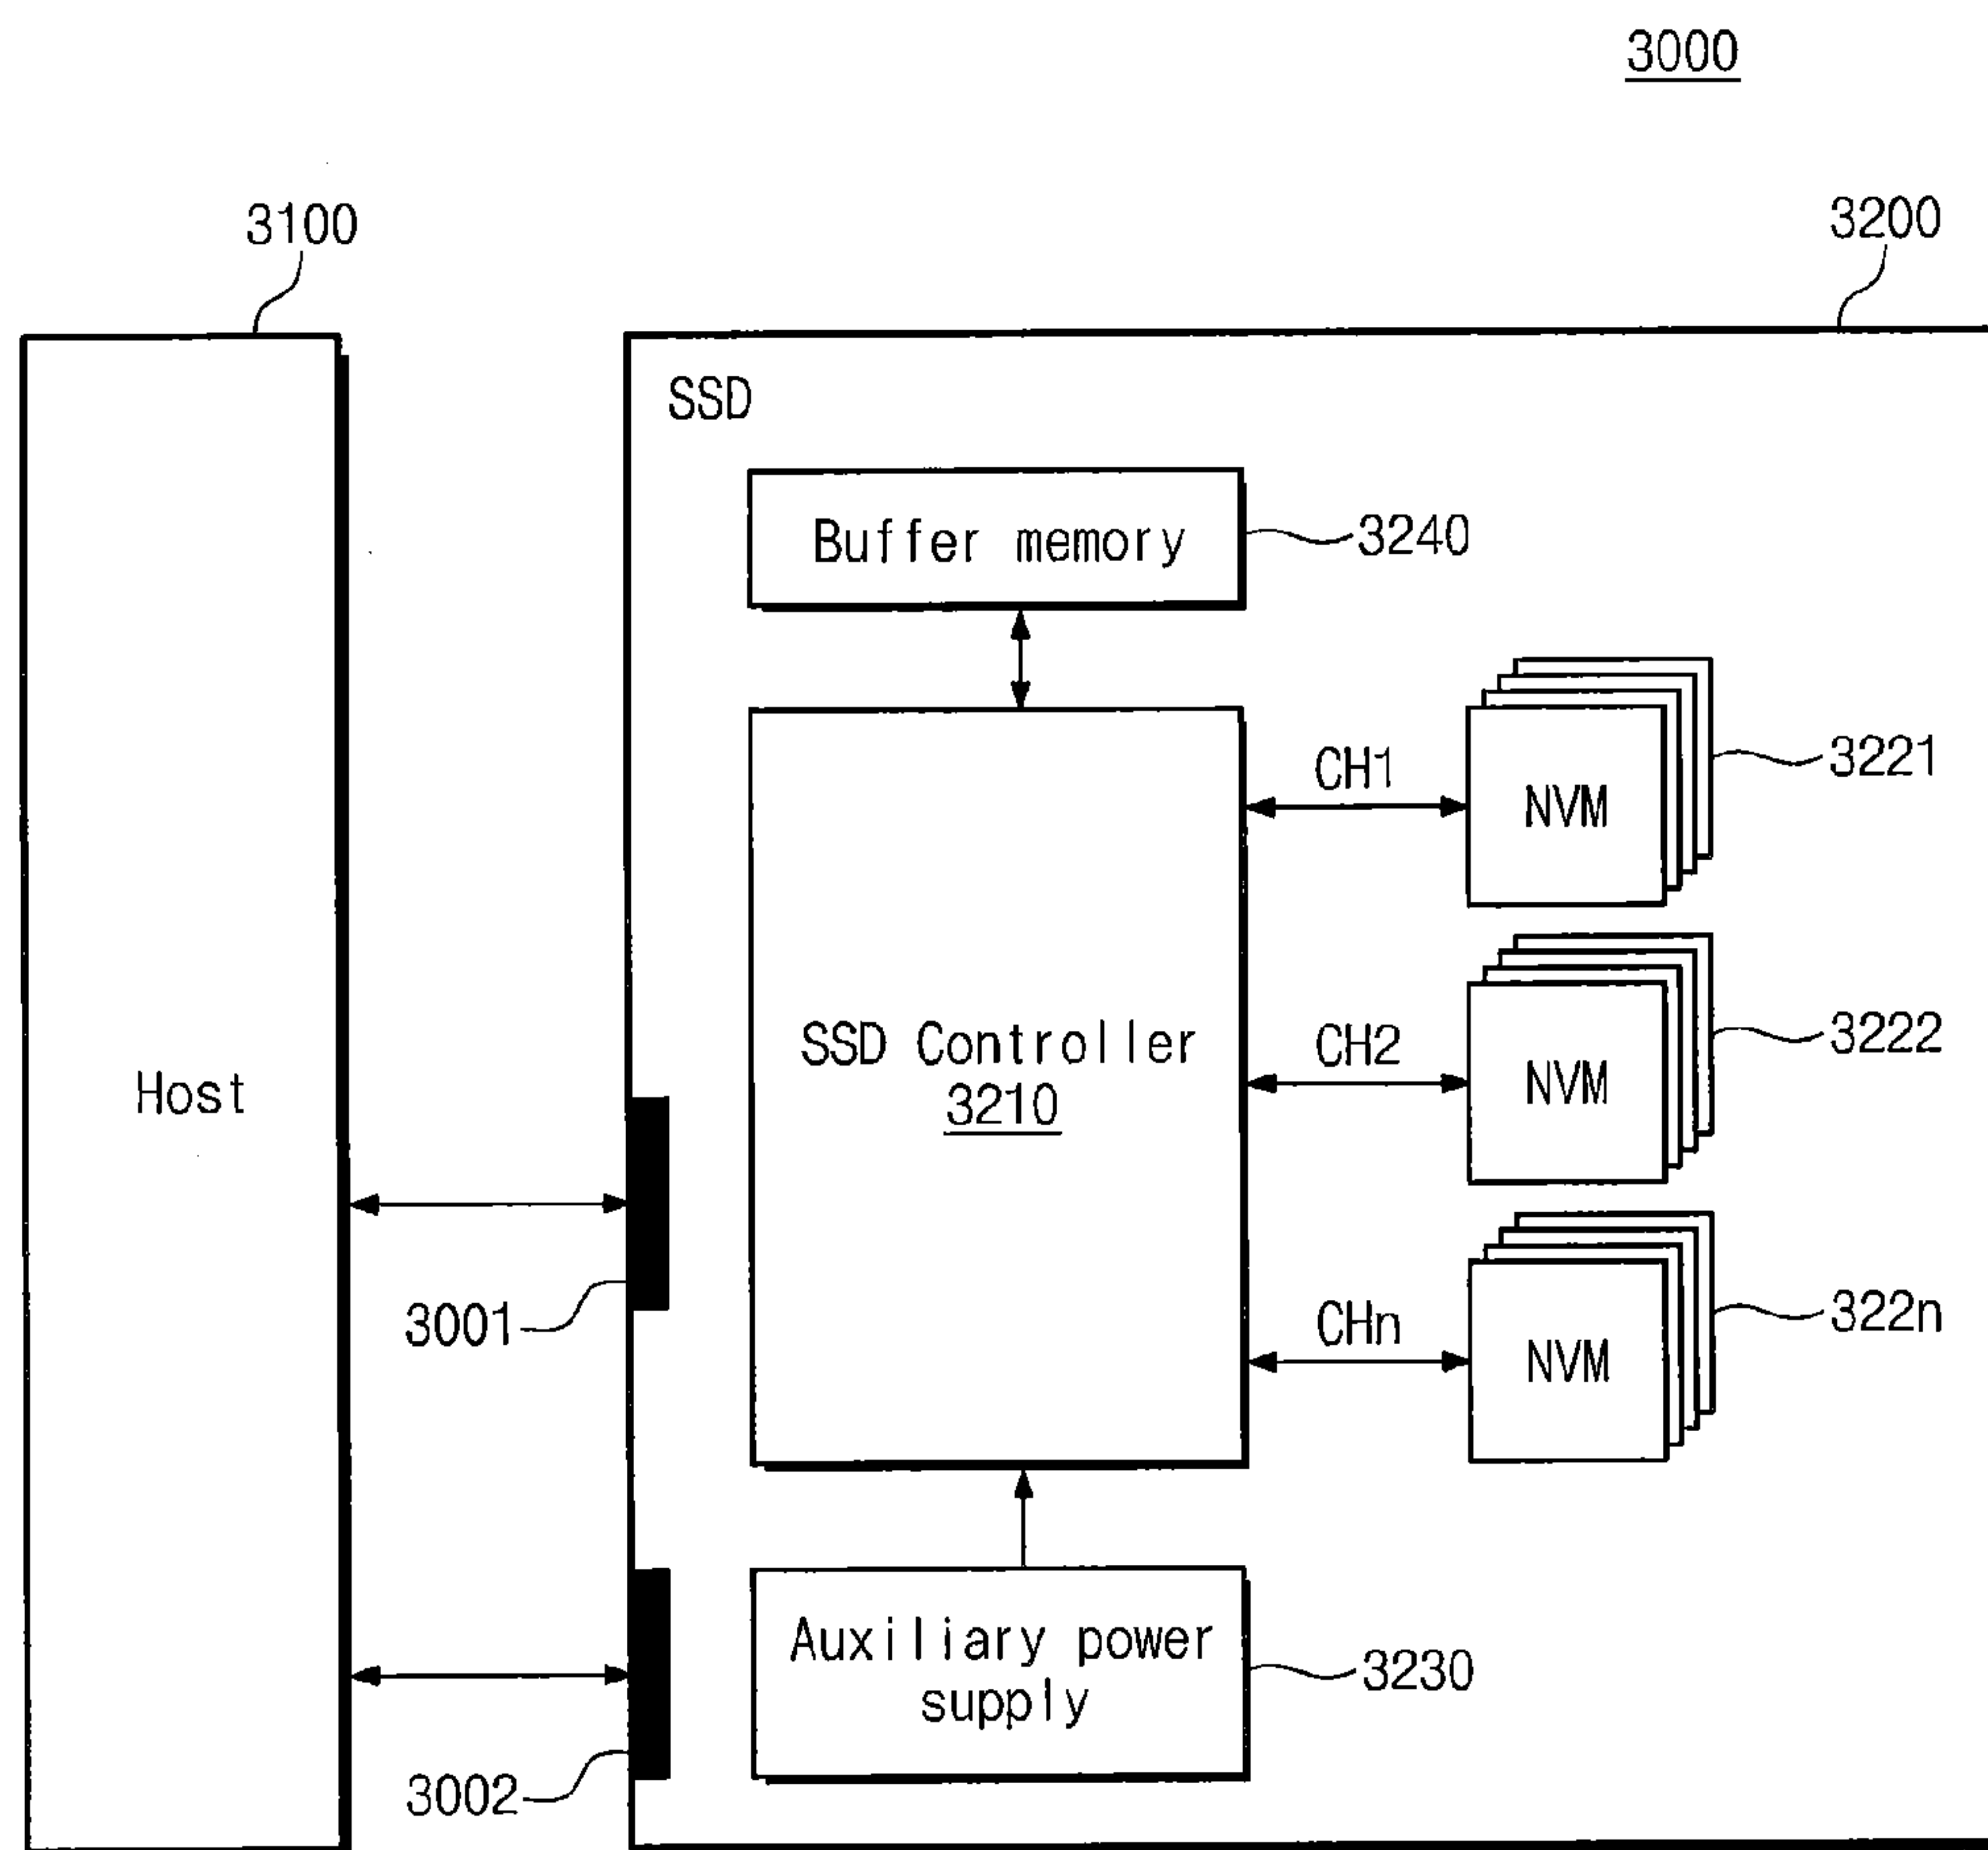 3000
3100
3200
SSD
Buffer memory
3240
CH1
NVM
3221
SSD Controller
3210
CH2
NVM
3222
Host
3001
CHn
NVM
322n
Auxiliary power
supply
3230
3002